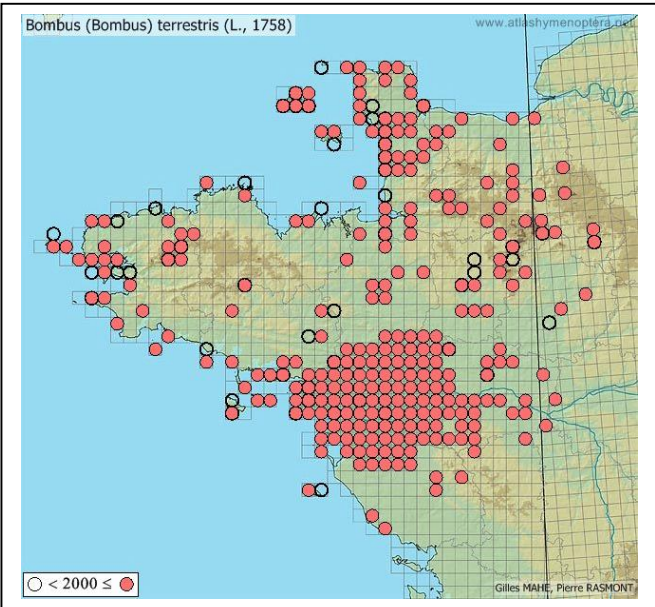 Bombus (Bombus) terrestris (L., 1758)
www.atlashymenoptera.net
< 2000 ≤
Gilles MAHE, Pierre RASMONT